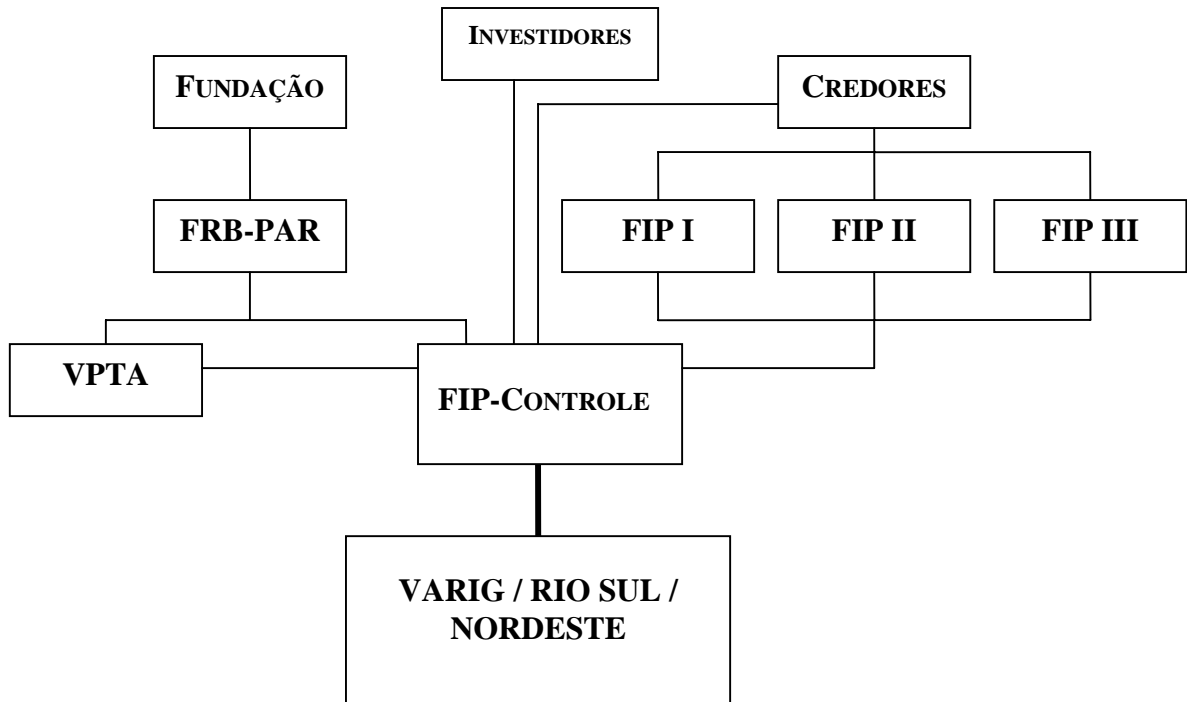 INVESTIDORES
FUNDAÇÃO
CREDORES
FRB-PAR
FIP I
FIP II
FIP III
VPTA
FIP-CONTROLE
VARIG / RIO SUL /
NORDESTE